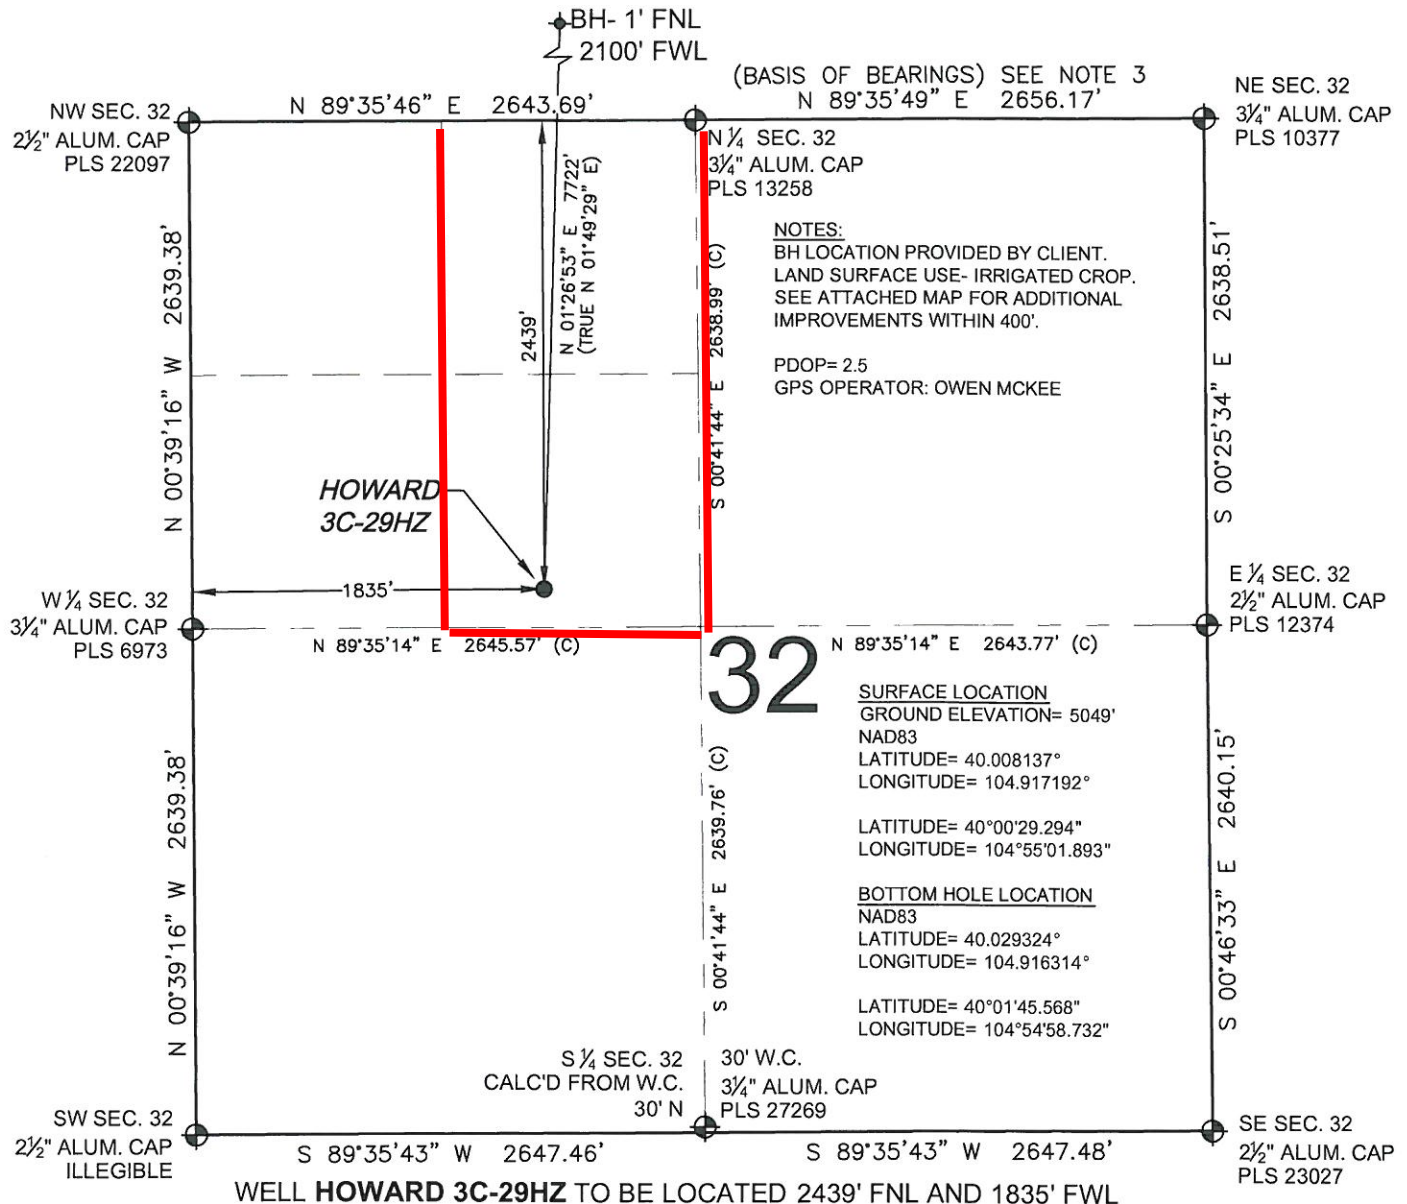 BH- 1' FNL
2100' FWL
(BASIS OF BEARINGS) SEE NOTE 3
N 89°35'46" E 2643.69'
N 89°35'49" E 2656.17'
NW SEC. 32
2½" ALUM. CAP
PLS 22097
N ¼ SEC. 32
3¼" ALUM. CAP
PLS 13258
NE SEC. 32
3¼" ALUM. CAP
PLS 10377
N 00°39'16" W 2639.38'
2439'
N 01°26'53" E 7722'
(TRUE N 01°49'29" E)
S 00°41'44" E 2638.99' (C)
NOTES:
BH LOCATION PROVIDED BY CLIENT.
LAND SURFACE USE- IRRIGATED CROP.
SEE ATTACHED MAP FOR ADDITIONAL
IMPROVEMENTS WITHIN 400'.
PDOP= 2.5
GPS OPERATOR: OWEN MCKEE
S 00°25'34" E 2638.51'
HOWARD
3C-29HZ
1835'
W ¼ SEC. 32
3¼" ALUM. CAP
PLS 6973
N 89°35'14" E 2645.57' (C)
32
N 89°35'14" E 2643.77' (C)
E ¼ SEC. 32
2½" ALUM. CAP
PLS 12374
SURFACE LOCATION
GROUND ELEVATION= 5049'
NAD83
LATITUDE= 40.008137°
LONGITUDE= 104.917192°
LATITUDE= 40°00'29.294"
LONGITUDE= 104°55'01.893"
BOTTOM HOLE LOCATION
NAD83
LATITUDE= 40.029324°
LONGITUDE= 104.916314°
LATITUDE= 40°01'45.568"
LONGITUDE= 104°54'58.732"
N 00°39'16" W 2639.38'
S 00°41'44" E 2639.76' (C)
S 00°46'33" E 2640.15'
S ¼ SEC. 32
CALC'D FROM W.C.
30' N
30' W.C.
3¼" ALUM. CAP
PLS 27269
SW SEC. 32
2½" ALUM. CAP
ILLEGIBLE
S 89°35'43" W 2647.46'
S 89°35'43" W 2647.48'
SE SEC. 32
2½" ALUM. CAP
PLS 23027
WELL HOWARD 3C-29HZ TO BE LOCATED 2439' FNL AND 1835' FWL